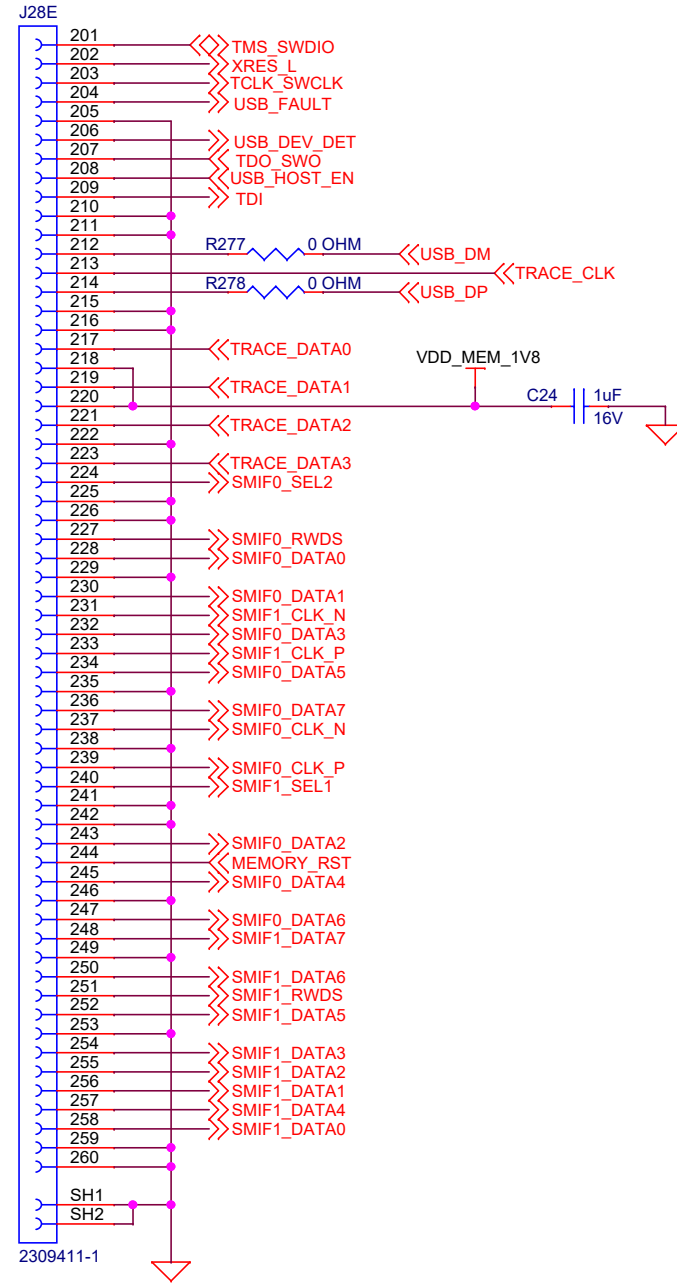 J28E
201 TMS_SWDIO
202 XRES_L
203 TCLK_SWCLK
204 USB_FAULT
205
206 USB_DEV_DET
207 TDO_SWO
208 USB_HOST_EN
209 TDI
210
211
212 R277 0 OHM USB_DM
213 TRACE_CLK
214 R278 0 OHM USB_DP
215
216
217 TRACE_DATA0
218 VDD_MEM_1V8
219 TRACE_DATA1
220 C24 1uF
16V
221 TRACE_DATA2
222
223 TRACE_DATA3
224 SMIF0_SEL2
225
226
227 SMIF0_RWDS
228 SMIF0_DATA0
229
230 SMIF0_DATA1
231 SMIF1_CLK_N
232 SMIF0_DATA3
233 SMIF1_CLK_P
234 SMIF0_DATA5
235
236 SMIF0_DATA7
237 SMIF0_CLK_N
238
239 SMIF0_CLK_P
240 SMIF1_SEL1
241
242
243 SMIF0_DATA2
244 MEMORY_RST
245 SMIF0_DATA4
246
247 SMIF0_DATA6
248 SMIF1_DATA7
249
250 SMIF1_DATA6
251 SMIF1_RWDS
252 SMIF1_DATA5
253
254 SMIF1_DATA3
255 SMIF1_DATA2
256 SMIF1_DATA1
257 SMIF1_DATA4
258 SMIF1_DATA0
259
260
SH1
SH2
2309411-1